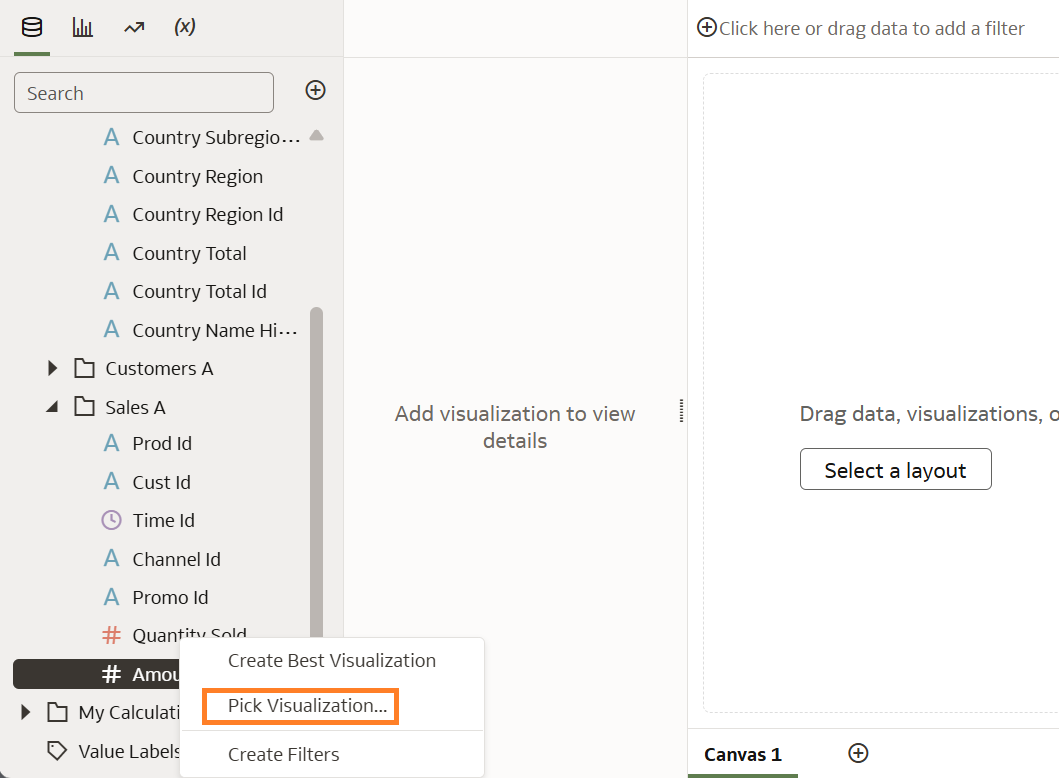 (x)
Click here or drag data to add a filter
Search
A Country Subregio...
A Country Region
A Country Region Id
A Country Total
A Country Total Id
A Country Name Hi...
Customers A
Sales A
A Prod Id
A Cust Id
Time Id
A Channel Id
A Promo Id
# Quantity Sold
# Amou
My Calculati
Value Labels
Create Best Visualization
Pick Visualization...
Create Filters
Add visualization to view
details
Drag data, visualizations, o
Select a layout
Canvas 1